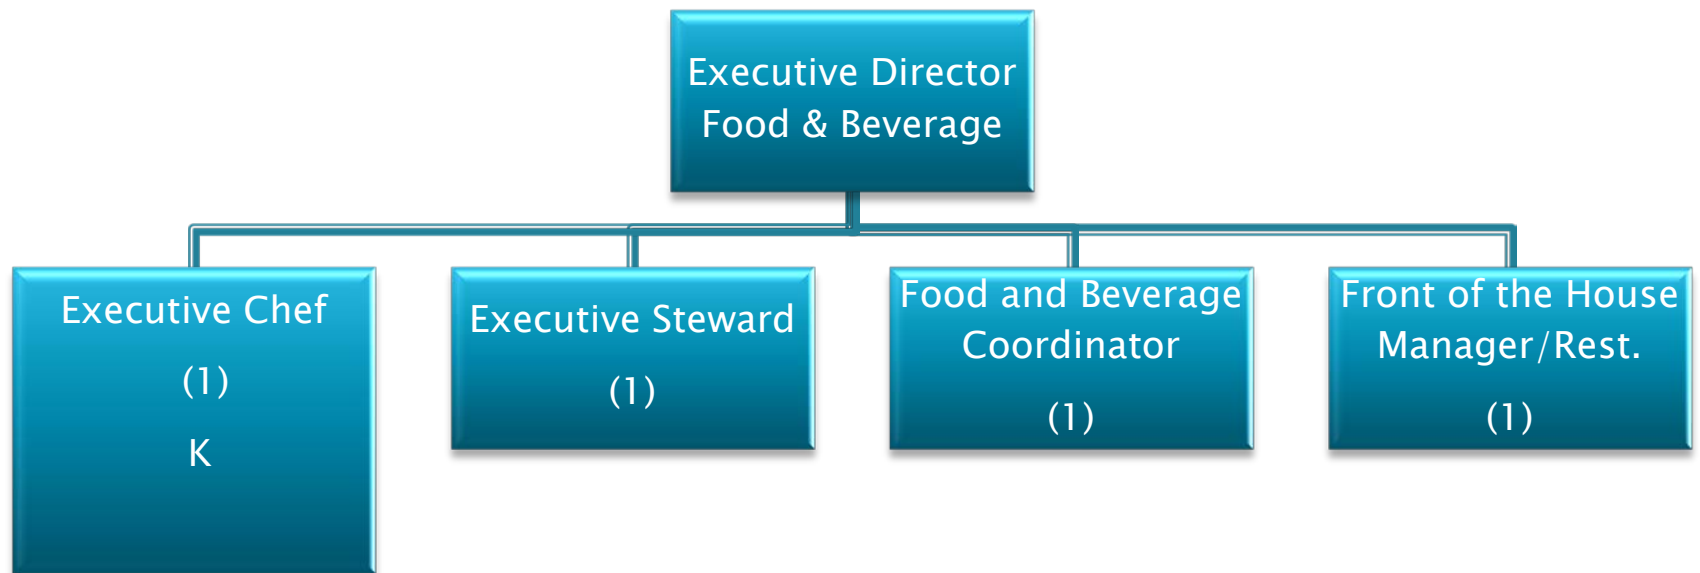 Executive Director
Food & Beverage
Executive Chef
(1)
K
Executive Steward
(1)
Food and Beverage
Coordinator
(1)
Front of the House
Manager/Rest.
(1)